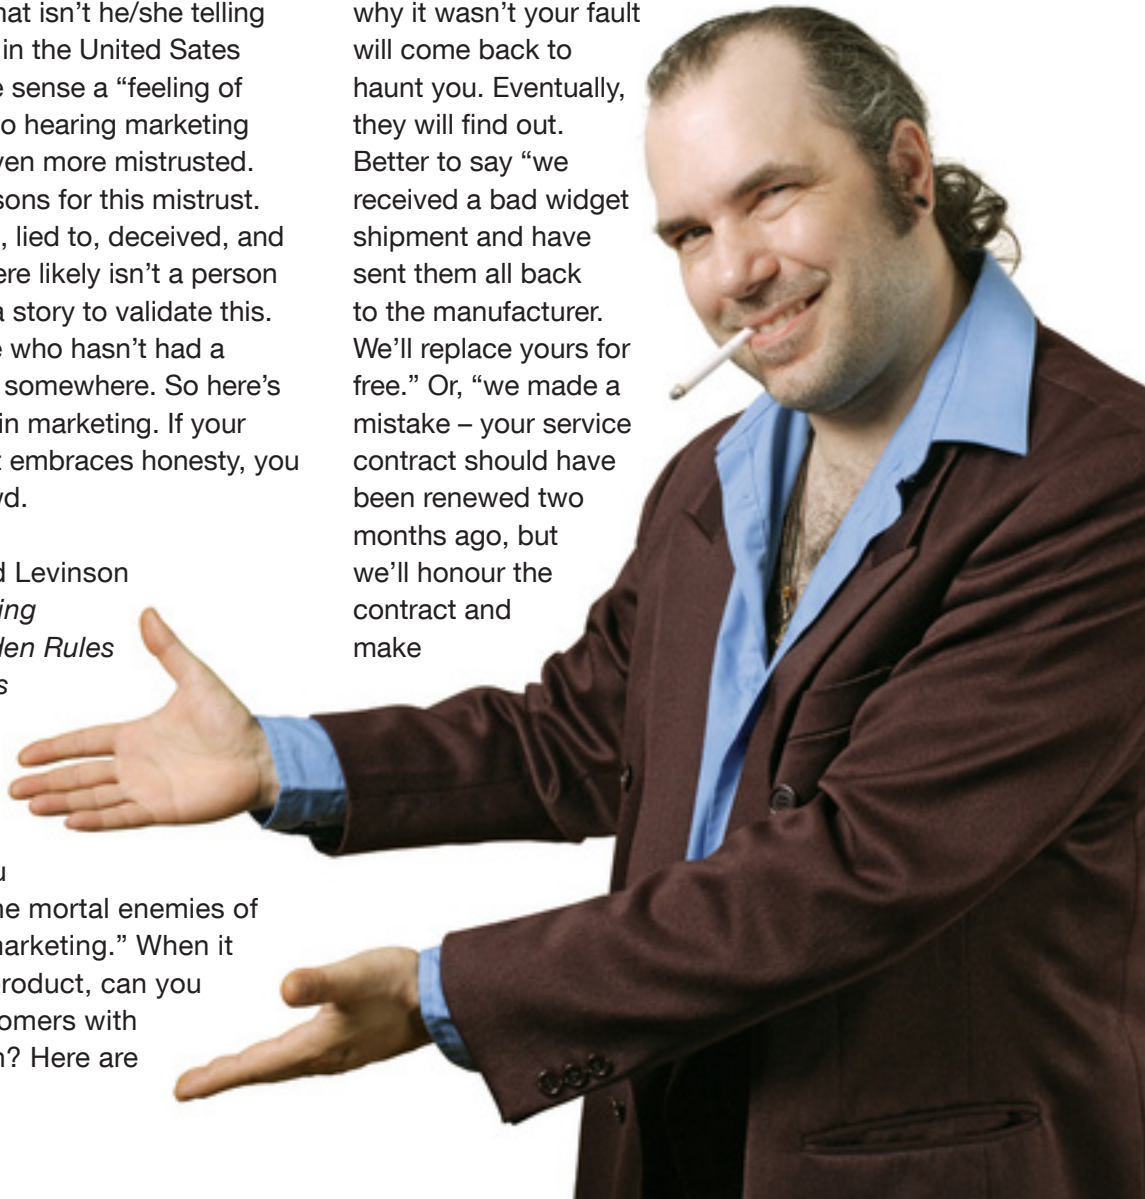 hat isn't he/she telling
in the United Sates
sense a “feeling of
o hearing marketing
ven more mistrusted.
sons for this mistrust.
, lied to, deceived, and
ere likely isn't a person
a story to validate this.
who hasn't had a
somewhere. So here's
in marketing. If your
embraces honesty, you
vd.
d Levinson
ing
len Rules
s
u
ne mortal enemies of
narketing.” When it
product, can you
omers with
n? Here are
why it wasn't your fault
will come back to
haunt you. Eventually,
they will find out.
Better to say “we
received a bad widget
shipment and have
sent them all back
to the manufacturer.
We'll replace yours for
free.” Or, “we made a
mistake – your service
contract should have
been renewed two
months ago, but
we'll honour the
contract and
make